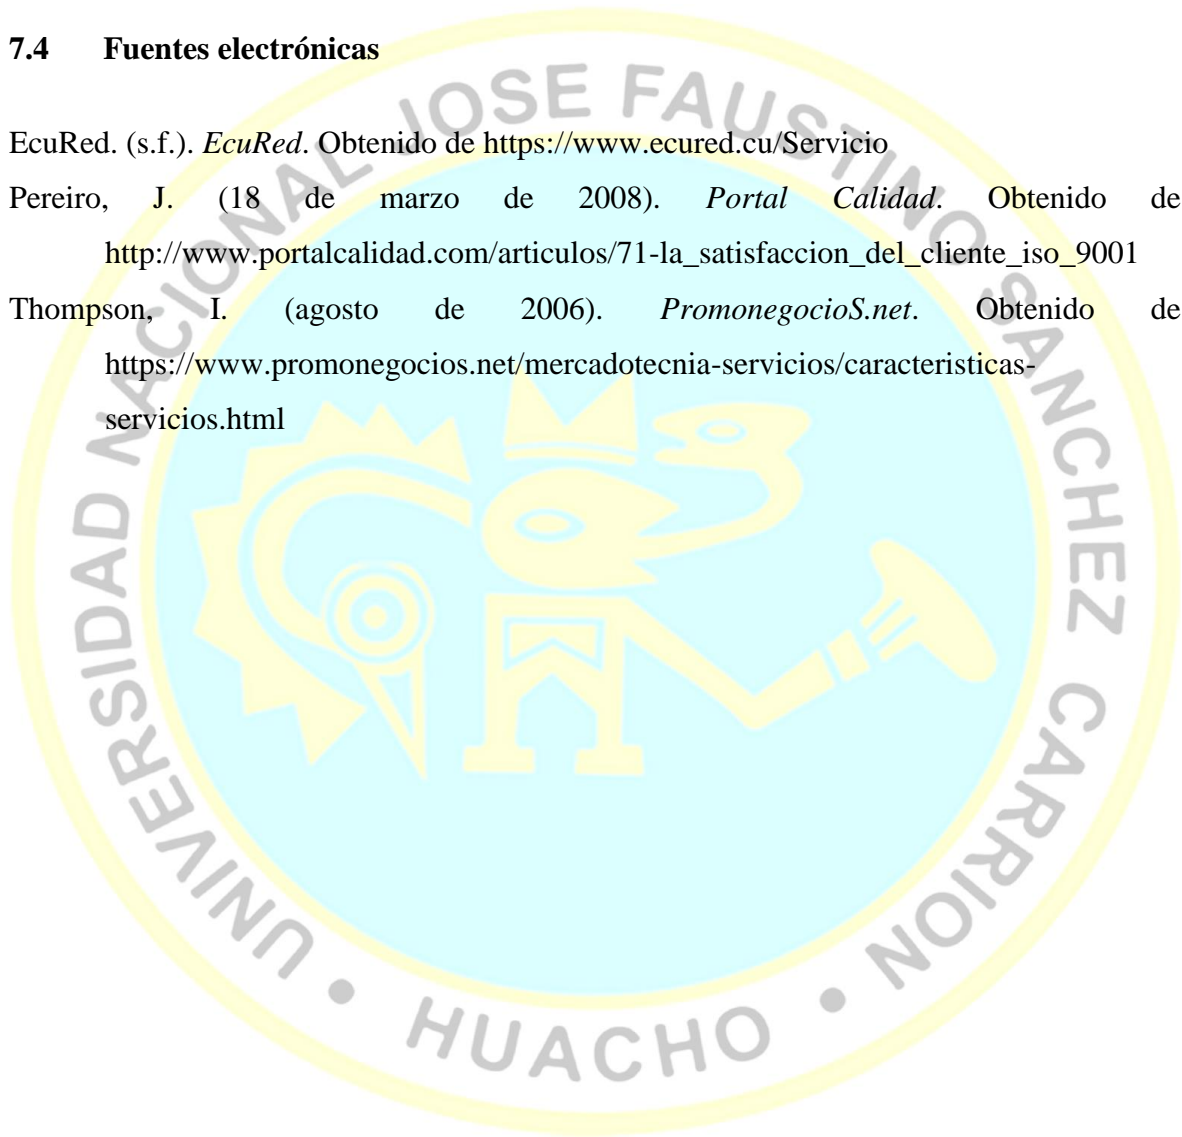 7.4 Fuentes electrónicas
EcuRed. (s.f.). EcuRed. Obtenido de https://www.ecured.cu/Servicio
Pereiro, J. (18 de marzo de 2008). Portal Calidad. Obtenido de
http://www.portalcalidad.com/articulos/71-la_satisfaccion_del_cliente_iso_9001
Thompson, I. (agosto de 2006). PromonegocioS.net. Obtenido de
https://www.promonegocios.net/mercadotecnia-servicios/caracteristicas-
servicios.html
UNIVERSIDAD NACIONAL JOSE FAUSTINO SANCHEZ CARRION
• HUACHO •